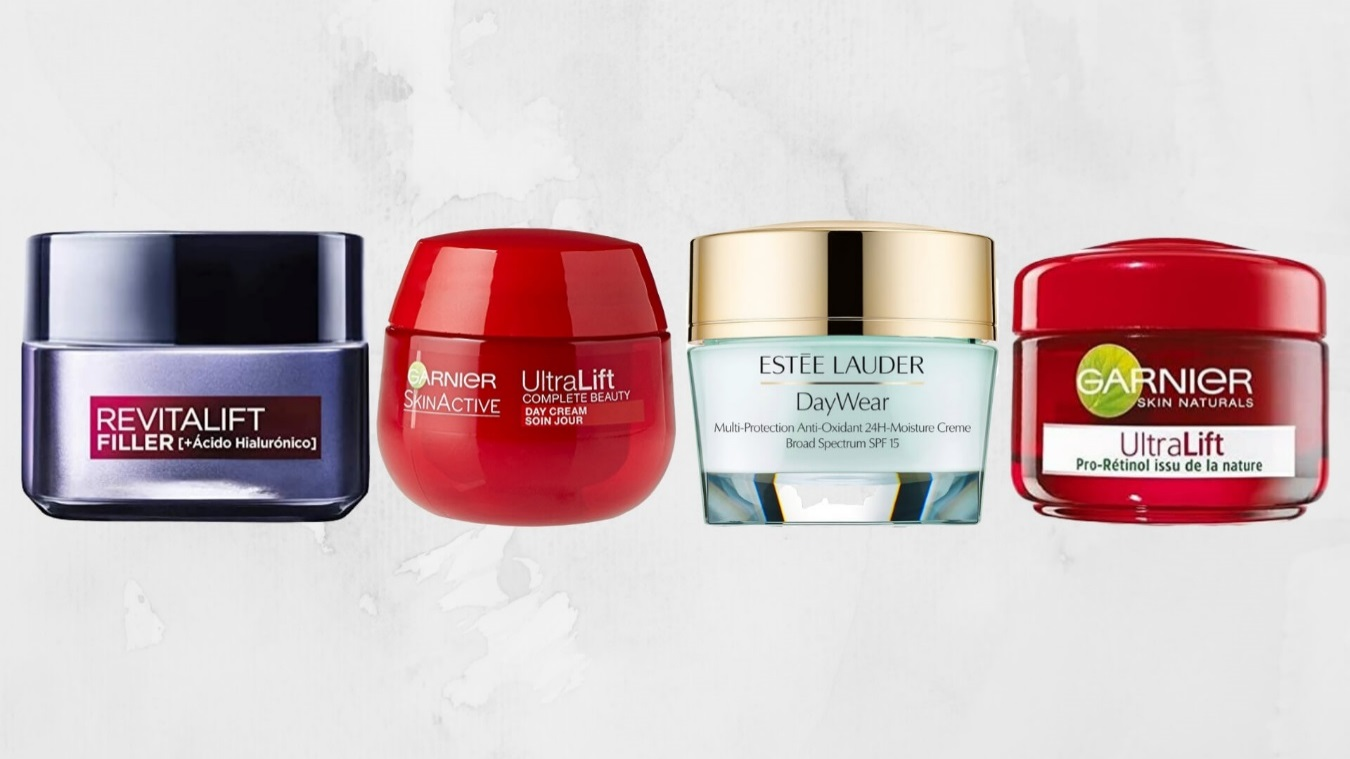 REVITALIFT
FILLER [+Ácido Hialurónico]
GARNIER
SKINACTIVE
UltraLift
COMPLETE BEAUTY
DAY CREAM
SOIN JOUR
ESTĒE LAUDER
DayWear
Multi-Protection Anti-Oxidant 24H-Moisture Creme
Broad Spectrum SPF 15
GARNIER
SKIN NATURALS
UltraLift
Pro-Rétinol issu de la nature